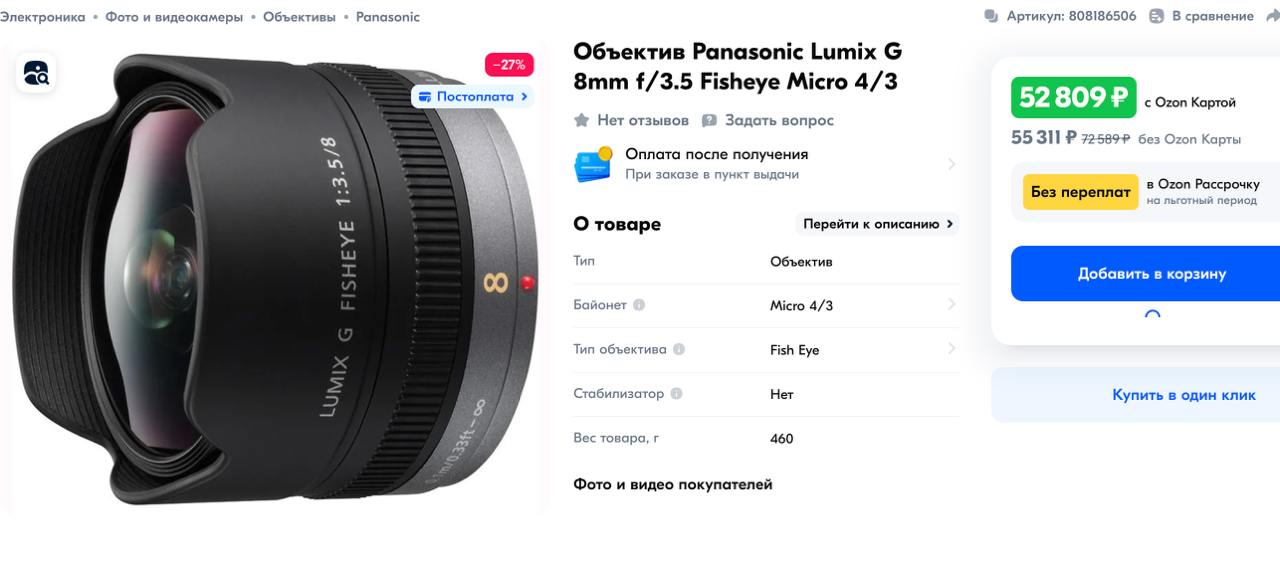 Электроника • Фото и видеокамеры • Объективы • Panasonic
Артикул: 808186506 В сравнение
−27%
Постоплата
LUMIX G FISHEYE 1:3.5/8
8
0.1m/0.33ft–∞
Объектив Panasonic Lumix G
8mm f/3.5 Fisheye Micro 4/3
Нет отзывов Задать вопрос
Оплата после получения
При заказе в пункт выдачи
О товаре
Перейти к описанию
Тип Объектив
Байонет Micro 4/3
Тип объектива Fish Eye
Стабилизатор Нет
Вес товара, г 460
Фото и видео покупателей
52 809 ₽ с Ozon Картой
55 311 ₽ 72 589 ₽ без Ozon Карты
Без переплат
в Ozon Рассрочку
на льготный период
Добавить в корзину
Купить в один клик